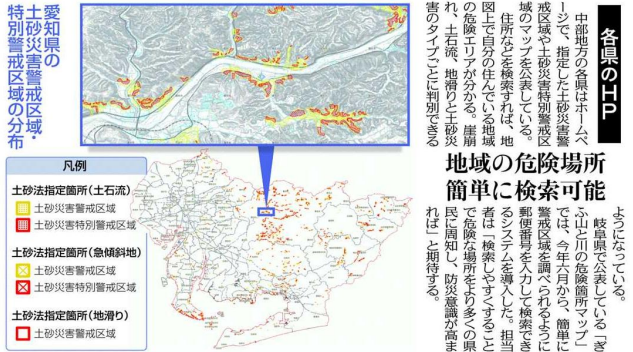 各県のHP
中部地方の各県はホームペ
ージで、指定した土砂災害警
戒区域や土砂災害特別警戒区
域のマップを公表している。
住所などを検索すれば、地
図上で自分の住んでいる地域
の危険エリアが分かる。崖崩
れ、土石流、地滑りと土砂災
害のタイプごとに判別できる
地域の危険場所
簡単に検索可能
ようになっている。
岐阜県で公表している「ぎ
ふ山と川の危険箇所マップ」
では、今年六月から、簡単に
警戒区域を調べられるように
郵便番号を入力して検索でき
るシステムを導入した。担当
者は「検索しやすくすること
で危険な場所をより多くの県
民に周知し、防災意識が高ま
れば」と期待する。
愛知県の
土砂災害警戒区域・
特別警戒区域の分布
凡例
土砂法指定箇所(土石流)
土砂災害警戒区域
土砂災害特別警戒区域
土砂法指定箇所(急傾斜地)
土砂災害警戒区域
土砂災害特別警戒区域
土砂法指定箇所(地滑り)
土砂災害警戒区域